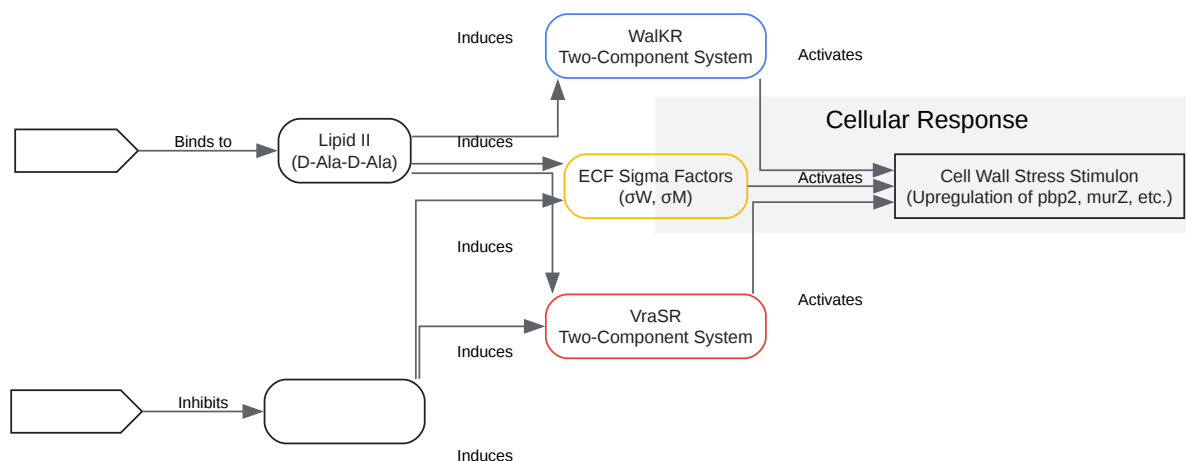 Induces
WalKR
Two-Component System
Activates
Cellular Response
Binds to
Lipid II
(D-Ala-D-Ala)
Induces
ECF Sigma Factors
(σW, σM)
Activates
Cell Wall Stress Stimulon
(Upregulation of pbp2, murZ, etc.)
Induces
VraSR
Two-Component System
Activates
Induces
Inhibits
Induces